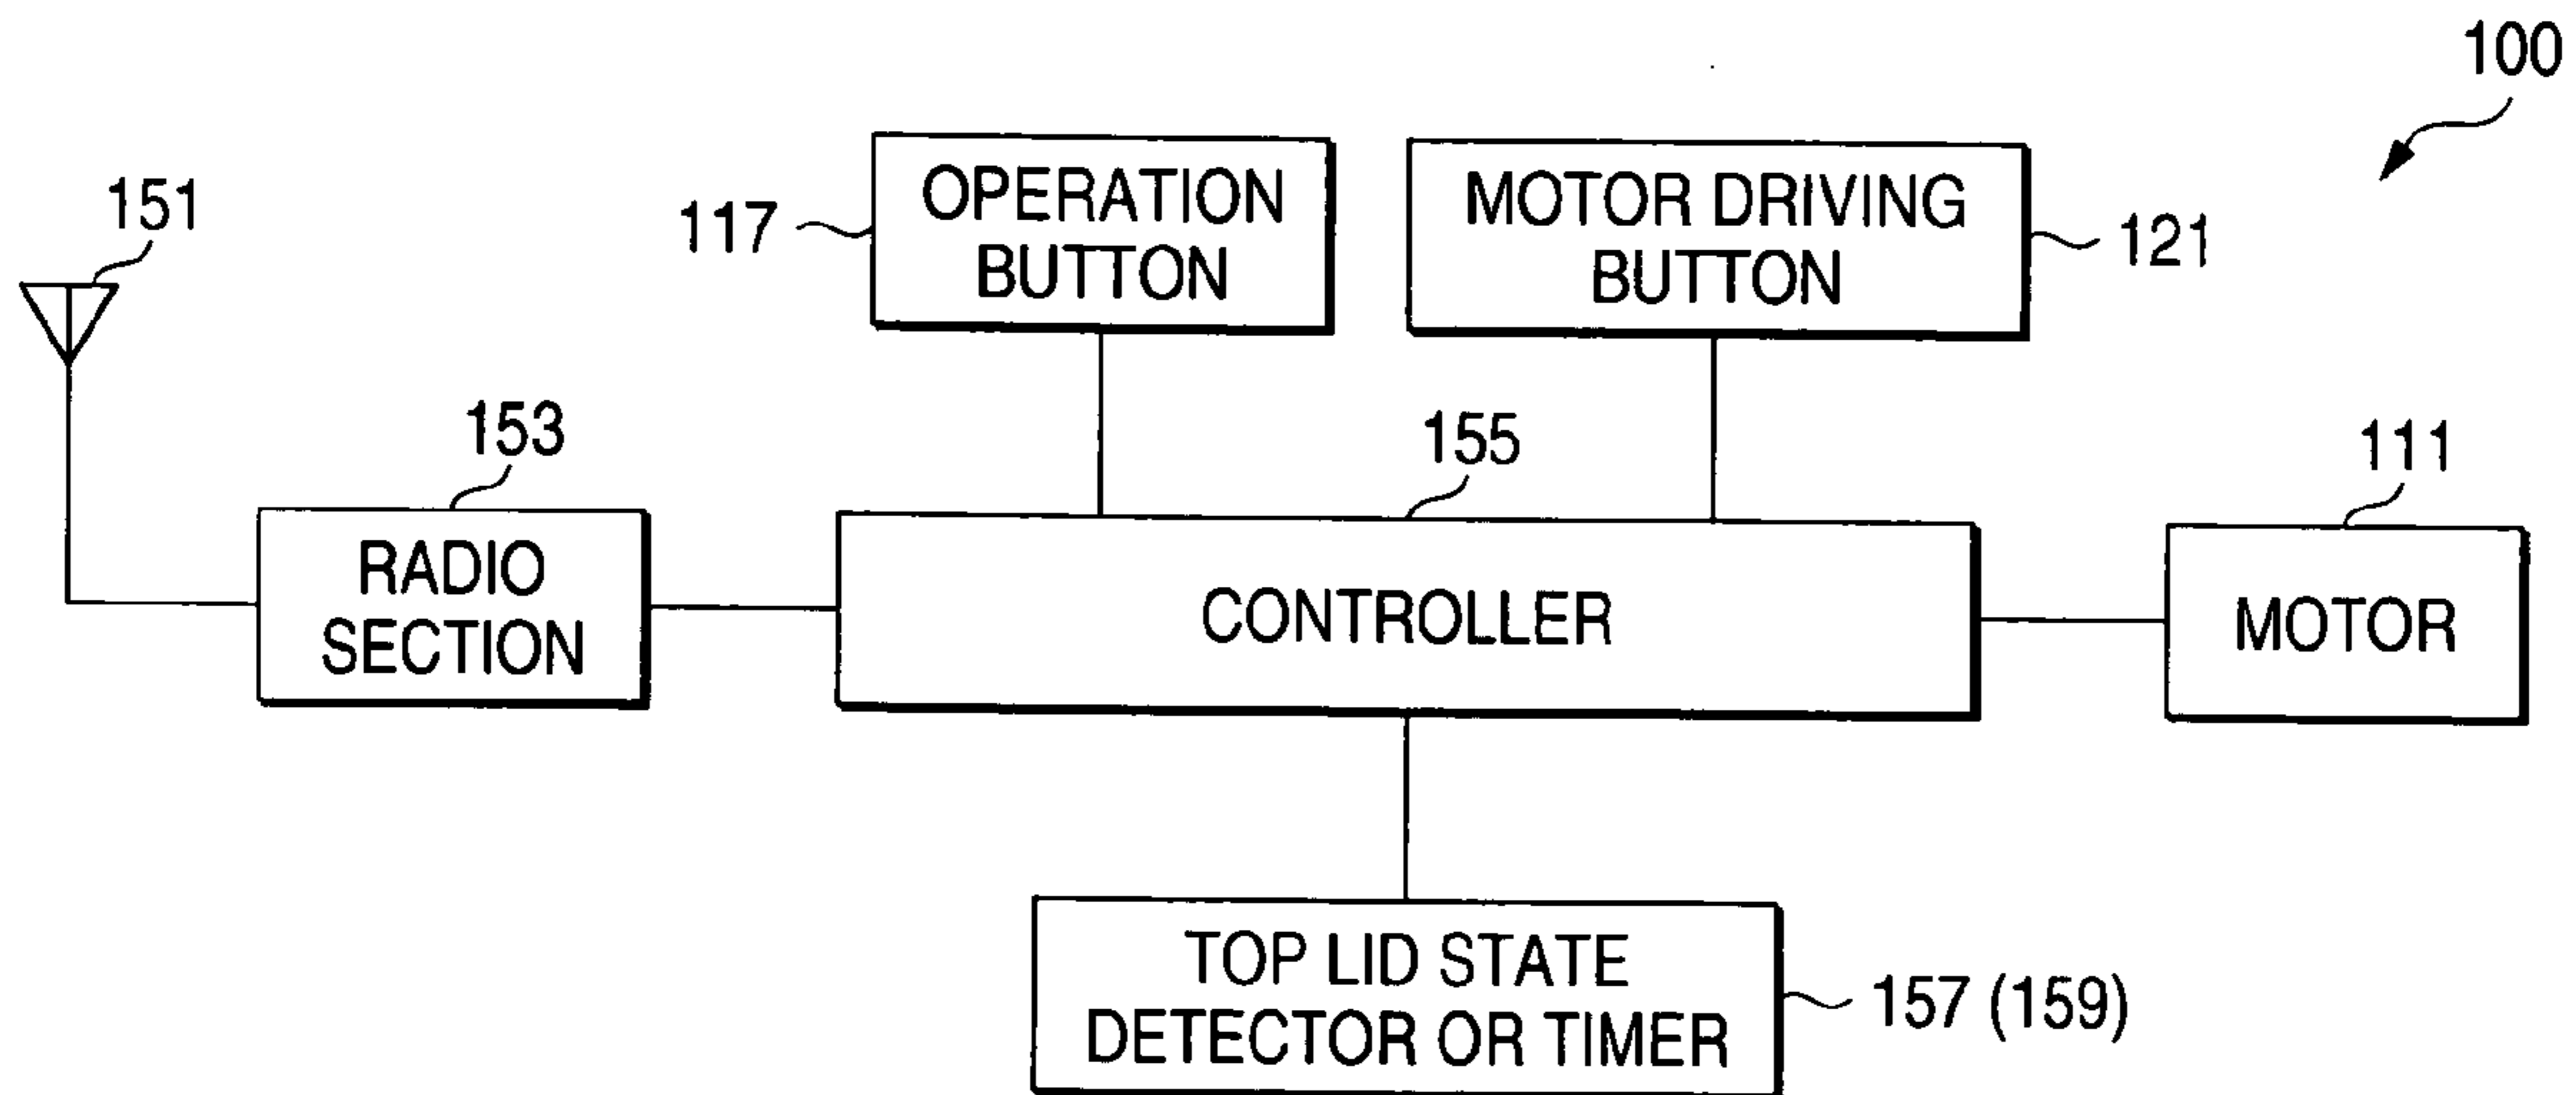 100
151
117
OPERATION
BUTTON
MOTOR DRIVING
BUTTON
121
153
155
111
RADIO
SECTION
CONTROLLER
MOTOR
TOP LID STATE
DETECTOR OR TIMER
157 (159)